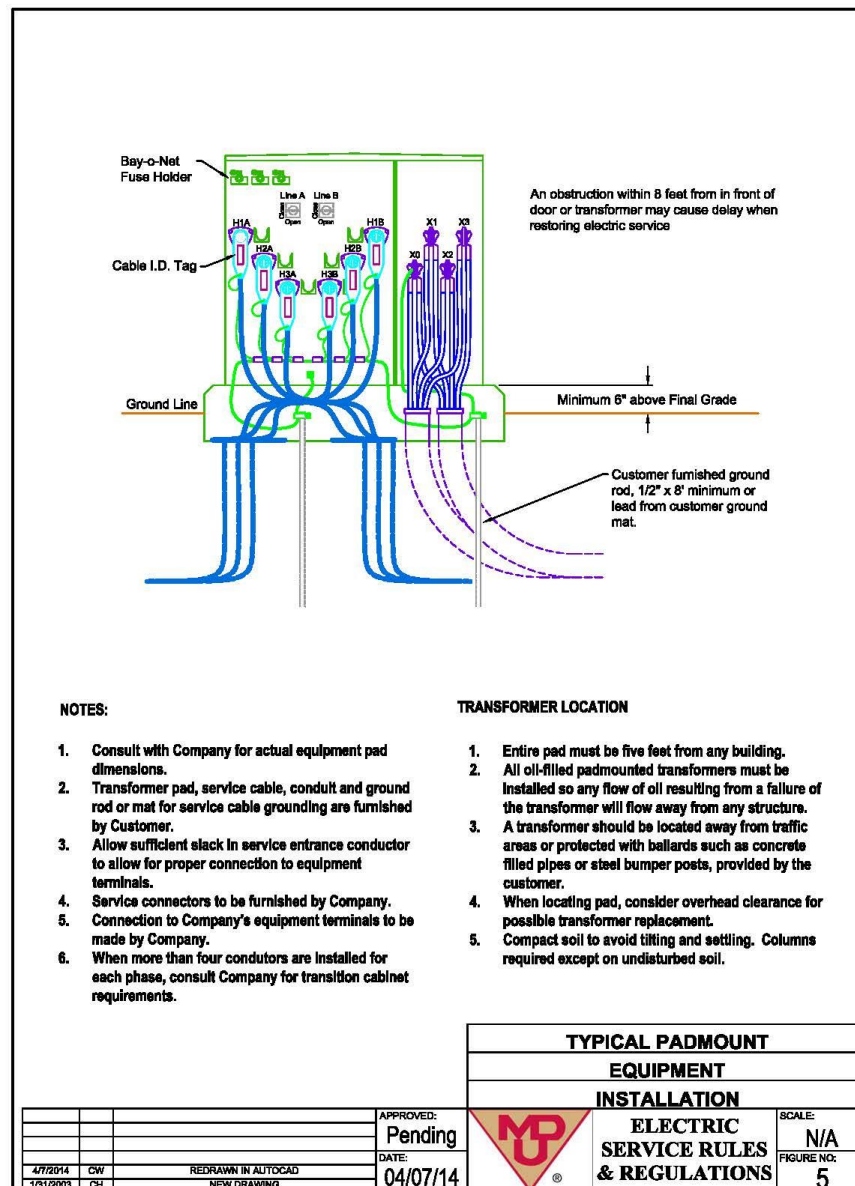 Bay-o-Net
Fuse Holder
Line A
Line B
Close
Open
Close
Open
H1A
H2A
H3A
H3B
H2B
H1B
X1
X3
X0
X2
Cable I.D. Tag
An obstruction within 8 feet from in front of
door or transformer may cause delay when
restoring electric service
Ground Line
Minimum 6" above Final Grade
Customer furnished ground
rod, 1/2" x 8' minimum or
lead from customer ground
mat.
NOTES:
1. Consult with Company for actual equipment pad
dimensions.
2. Transformer pad, service cable, conduit and ground
rod or mat for service cable grounding are furnished
by Customer.
3. Allow sufficient slack in service entrance conductor
to allow for proper connection to equipment
terminals.
4. Service connectors to be furnished by Company.
5. Connection to Company's equipment terminals to be
made by Company.
6. When more than four condutors are installed for
each phase, consult Company for transition cabinet
requirements.
TRANSFORMER LOCATION
1. Entire pad must be five feet from any building.
2. All oil-filled padmounted transformers must be
installed so any flow of oil resulting from a failure of
the transformer will flow away from any structure.
3. A transformer should be located away from traffic
areas or protected with ballards such as concrete
filled pipes or steel bumper posts, provided by the
customer.
4. When locating pad, consider overhead clearance for
possible transformer replacement.
5. Compact soil to avoid tilting and settling. Columns
required except on undisturbed soil.
TYPICAL PADMOUNT
EQUIPMENT
INSTALLATION
APPROVED:
Pending
DATE:
04/07/14
4/7/2014 CW REDRAWN IN AUTOCAD
1/31/2003 CH NEW DRAWING
MDU
®
ELECTRIC
SERVICE RULES
& REGULATIONS
SCALE:
N/A
FIGURE NO:
5